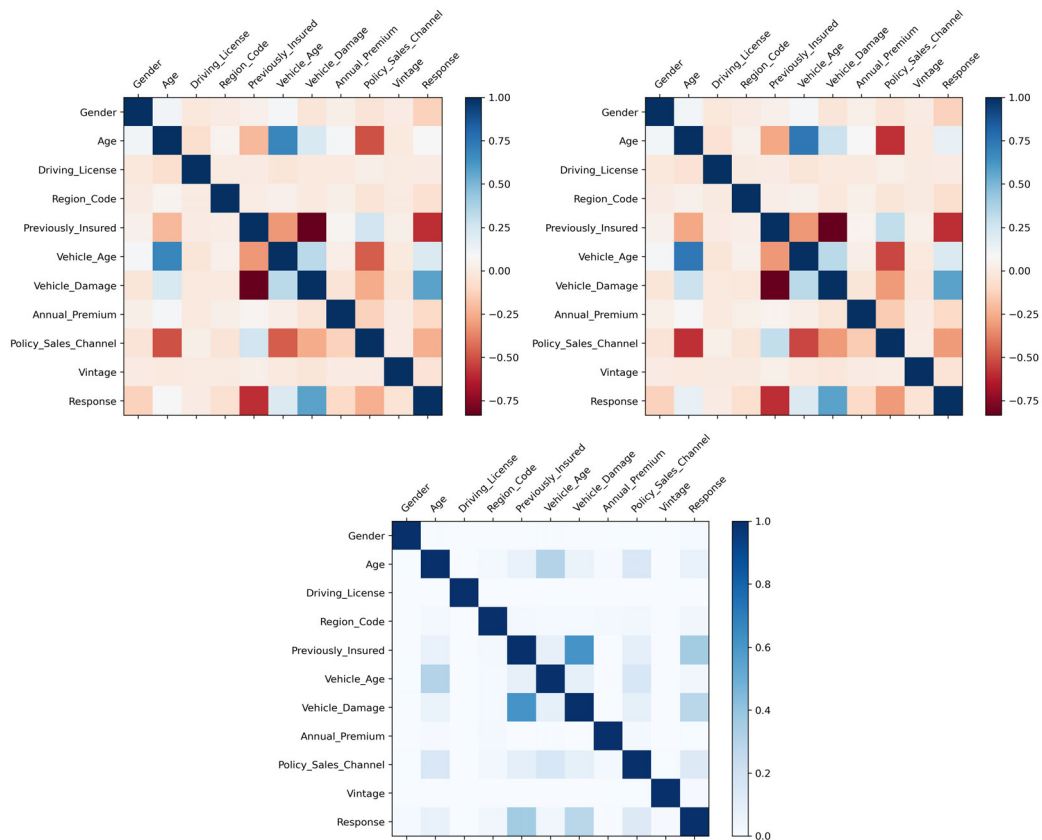 Gender
Age
Driving_License
Region_Code
Previously_Insured
Vehicle_Age
Vehicle_Damage
Annual_Premium
Policy_Sales_Channel
Vintage
Response
Gender
Age
Driving_License
Region_Code
Previously_Insured
Vehicle_Age
Vehicle_Damage
Annual_Premium
Policy_Sales_Channel
Vintage
Response
1.00
0.75
0.50
0.25
0.00
−0.25
−0.50
−0.75
Gender
Age
Driving_License
Region_Code
Previously_Insured
Vehicle_Age
Vehicle_Damage
Annual_Premium
Policy_Sales_Channel
Vintage
Response
Gender
Age
Driving_License
Region_Code
Previously_Insured
Vehicle_Age
Vehicle_Damage
Annual_Premium
Policy_Sales_Channel
Vintage
Response
1.00
0.75
0.50
0.25
0.00
−0.25
−0.50
−0.75
Gender
Age
Driving_License
Region_Code
Previously_Insured
Vehicle_Age
Vehicle_Damage
Annual_Premium
Policy_Sales_Channel
Vintage
Response
Gender
Age
Driving_License
Region_Code
Previously_Insured
Vehicle_Age
Vehicle_Damage
Annual_Premium
Policy_Sales_Channel
Vintage
Response
1.0
0.8
0.6
0.4
0.2
0.0